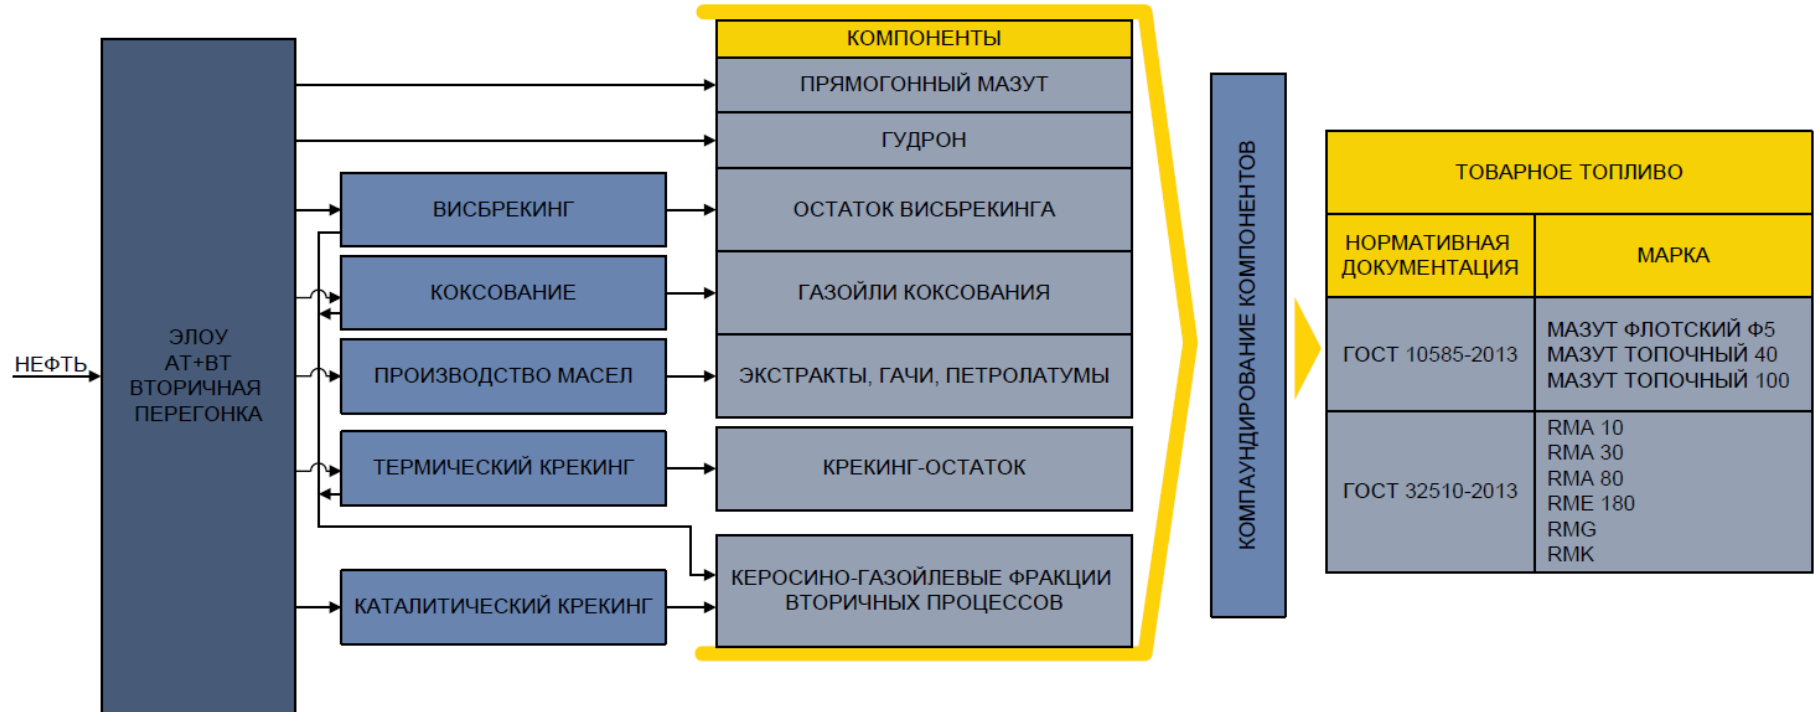 НЕФТЬ
ЭЛОУ
АТ+ВТ
ВТОРИЧНАЯ
ПЕРЕГОНКА
ВИСБРЕКИНГ
КОКСОВАНИЕ
ПРОИЗВОДСТВО МАСЕЛ
ТЕРМИЧЕСКИЙ КРЕКИНГ
КАТАЛИТИЧЕСКИЙ КРЕКИНГ
КОМПОНЕНТЫ
ПРЯМОГОННЫЙ МАЗУТ
ГУДРОН
ОСТАТОК ВИСБРЕКИНГА
ГАЗОЙЛИ КОКСОВАНИЯ
ЭКСТРАКТЫ, ГАЧИ, ПЕТРОЛАТУМЫ
КРЕКИНГ-ОСТАТОК
КЕРОСИНО-ГАЗОЙЛЕВЫЕ ФРАКЦИИ
ВТОРИЧНЫХ ПРОЦЕССОВ
КОМПАУНДИРОВАНИЕ КОМПОНЕНТОВ
ТОВАРНОЕ ТОПЛИВО
НОРМАТИВНАЯ
ДОКУМЕНТАЦИЯ
МАРКА
ГОСТ 10585-2013
МАЗУТ ФЛОТСКИЙ Ф5
МАЗУТ ТОПОЧНЫЙ 40
МАЗУТ ТОПОЧНЫЙ 100
ГОСТ 32510-2013
RMA 10
RMA 30
RMA 80
RME 180
RMG
RMK